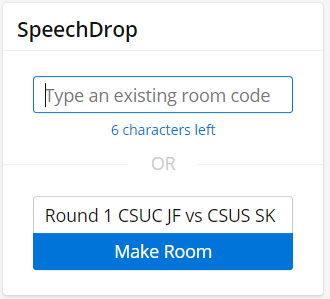 SpeechDrop
Type an existing room code
6 characters left
OR
Round 1 CSUC JF vs CSUS SK
Make Room